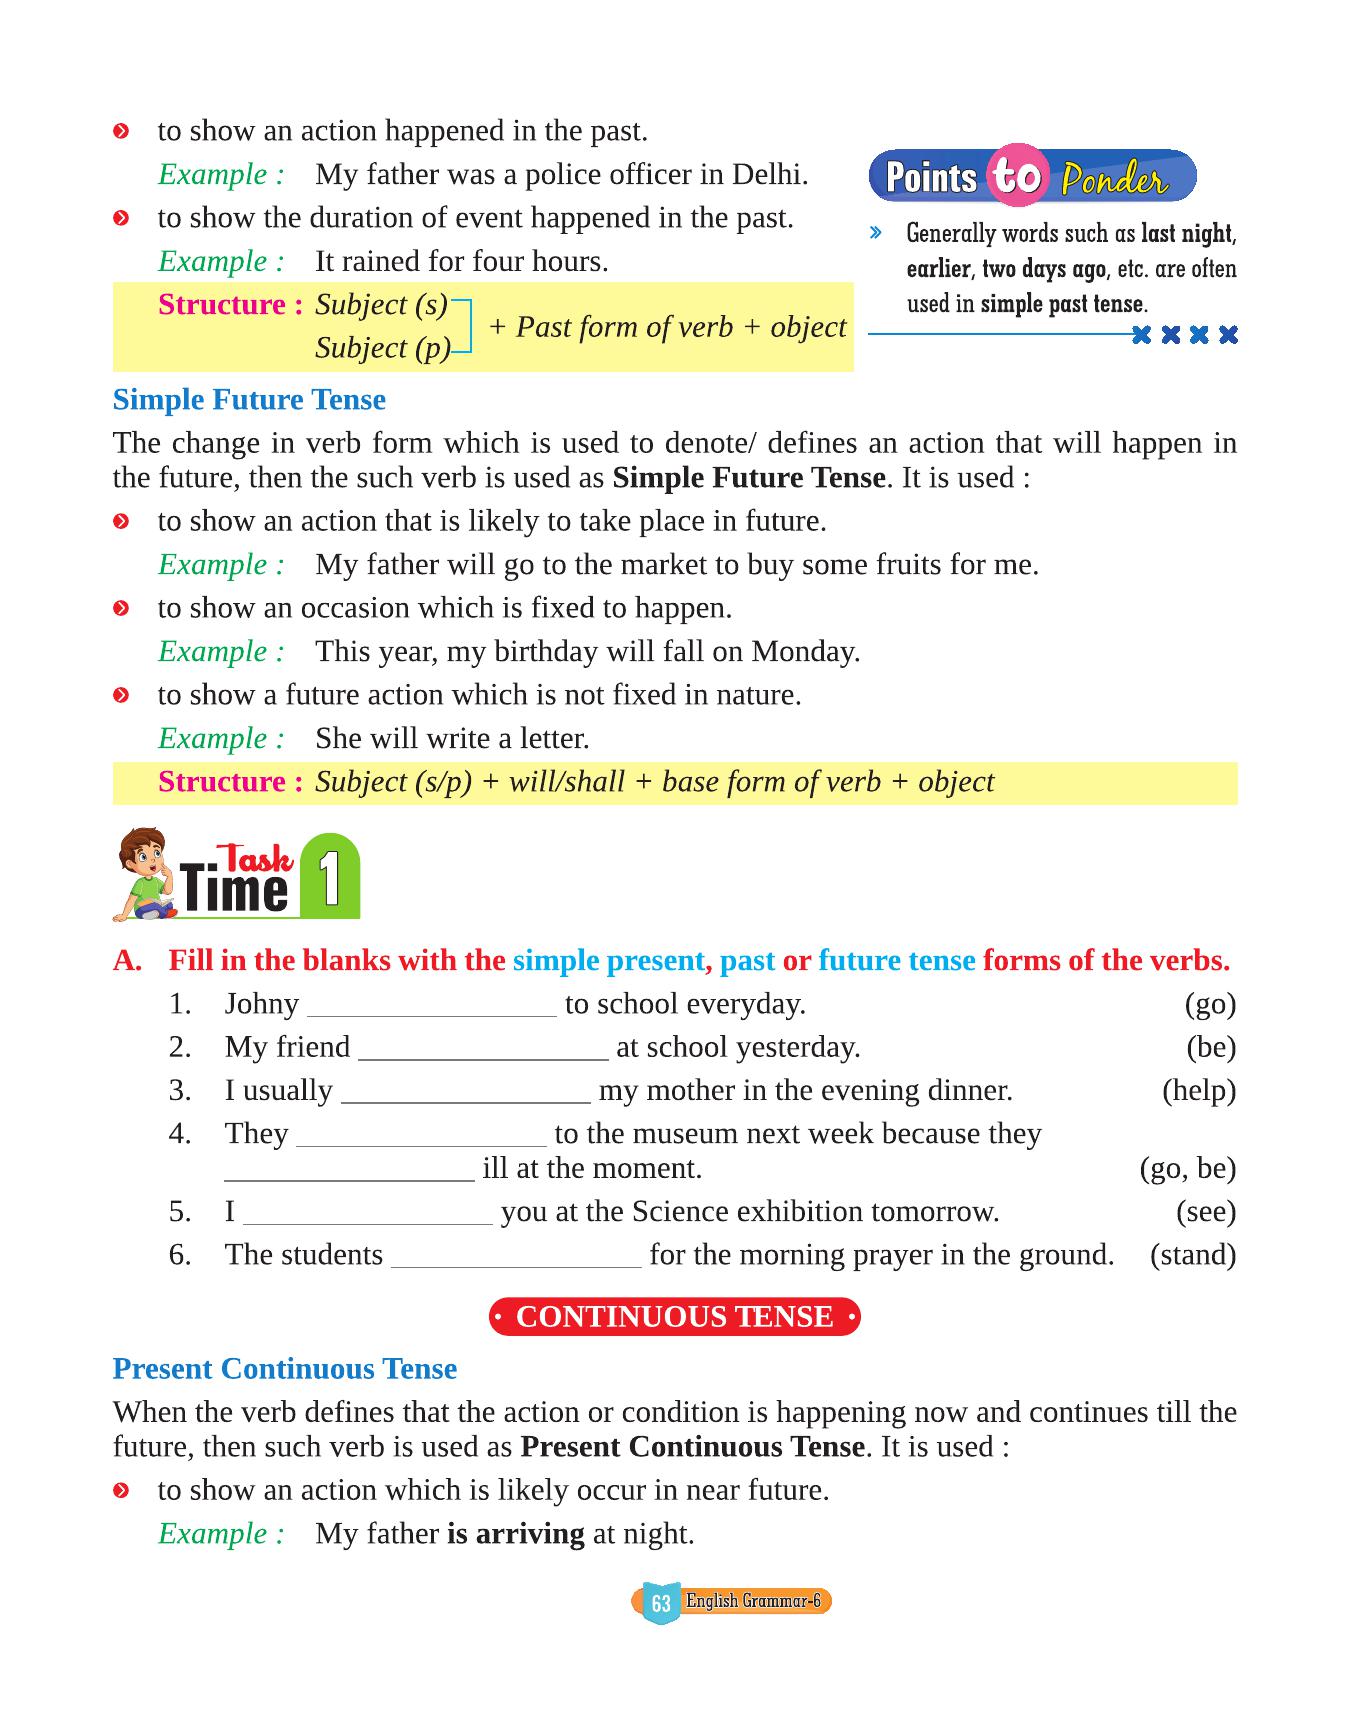 to show an action happened in the past.
Example : My father was a police officer in Delhi.
to show the duration of event happened in the past.
Example : It rained for four hours.
Structure : Subject (s)
Subject (p)
+ Past form of verb + object
Points to Ponder
» Generally words such as last night,
earlier, two days ago, etc. are often
used in simple past tense.
Simple Future Tense
The change in verb form which is used to denote/ defines an action that will happen in
the future, then the such verb is used as Simple Future Tense. It is used :
to show an action that is likely to take place in future.
Example : My father will go to the market to buy some fruits for me.
to show an occasion which is fixed to happen.
Example : This year, my birthday will fall on Monday.
to show a future action which is not fixed in nature.
Example : She will write a letter.
Structure : Subject (s/p) + will/shall + base form of verb + object
Task
Time 1
A. Fill in the blanks with the simple present, past or future tense forms of the verbs.
1. Johny ________________ to school everyday. (go)
2. My friend ________________ at school yesterday. (be)
3. I usually ________________ my mother in the evening dinner. (help)
4. They ________________ to the museum next week because they
________________ ill at the moment. (go, be)
5. I ________________ you at the Science exhibition tomorrow. (see)
6. The students ________________ for the morning prayer in the ground. (stand)
• CONTINUOUS TENSE •
Present Continuous Tense
When the verb defines that the action or condition is happening now and continues till the
future, then such verb is used as Present Continuous Tense. It is used :
to show an action which is likely occur in near future.
Example : My father is arriving at night.
63 English Grammar-6